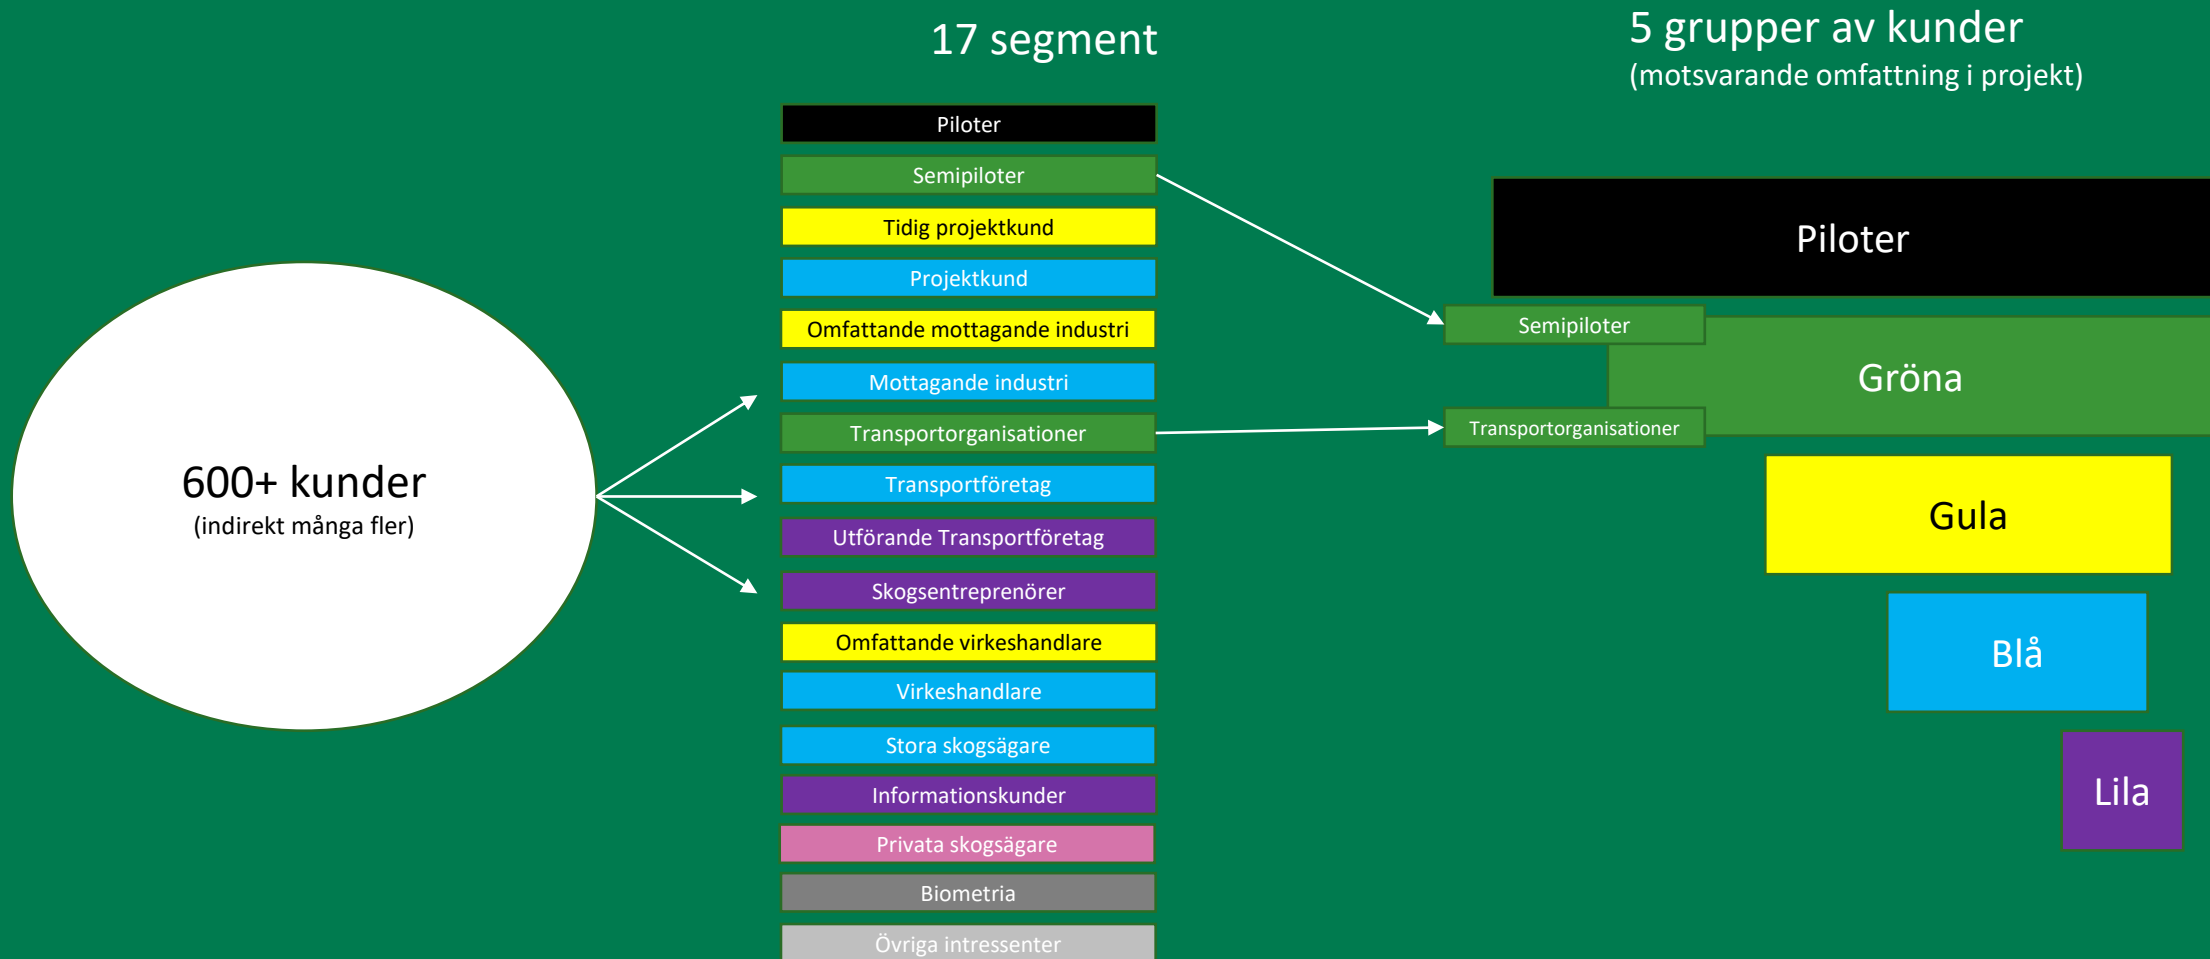 17 segment
5 grupper av kunder
(motsvarande omfattning i projekt)
600+ kunder
(indirekt många fler)
Piloter
Semipiloter
Tidig projektkund
Projektkund
Omfattande mottagande industri
Mottagande industri
Transportorganisationer
Transportföretag
Utförande Transportföretag
Skogsentreprenörer
Omfattande virkeshandlare
Virkeshandlare
Stora skogsägare
Informationskunder
Privata skogsägare
Biometria
Övriga intressenter
Piloter
Semipiloter
Gröna
Transportorganisationer
Gula
Blå
Lila